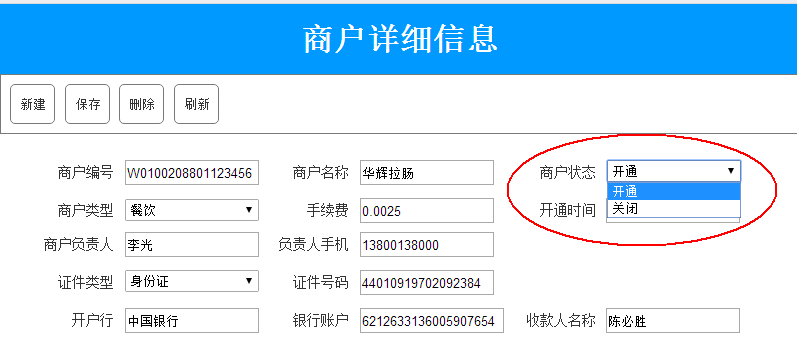 商户详细信息
新建 保存 删除 刷新
商户编号 W0100208801123456 商户名称 华辉拉肠 商户状态 开通
开通
商户类型 餐饮 手续费 0.0025 开通时间 关闭
商户负责人 李光 负责人手机 13800138000
证件类型 身份证 证件号码 44010919702092384
开户行 中国银行 银行账户 6212633136005907654 收款人名称 陈必胜